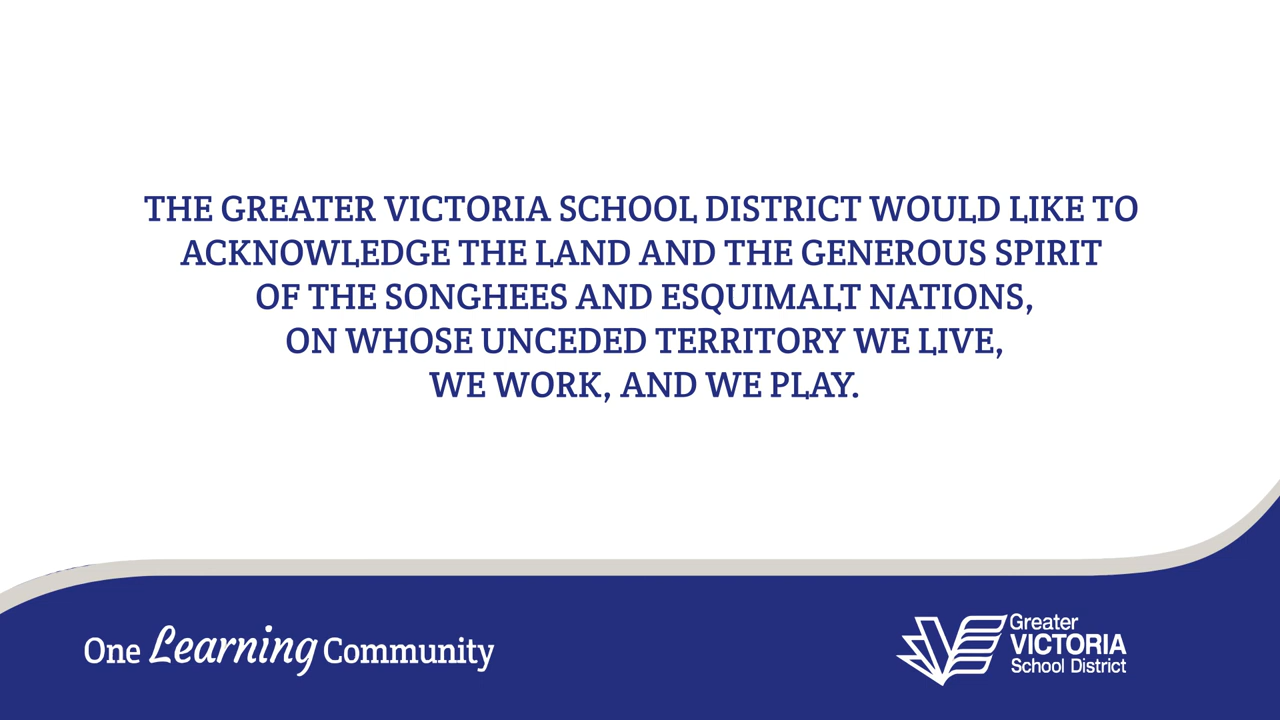 THE GREATER VICTORIA SCHOOL DISTRICT WOULD LIKE TO
ACKNOWLEDGE THE LAND AND THE GENEROUS SPIRIT
OF THE SONGHEES AND ESQUIMALT NATIONS,
ON WHOSE UNCEDED TERRITORY WE LIVE,
WE WORK, AND WE PLAY.
One Learning Community
Greater
VICTORIA
School District